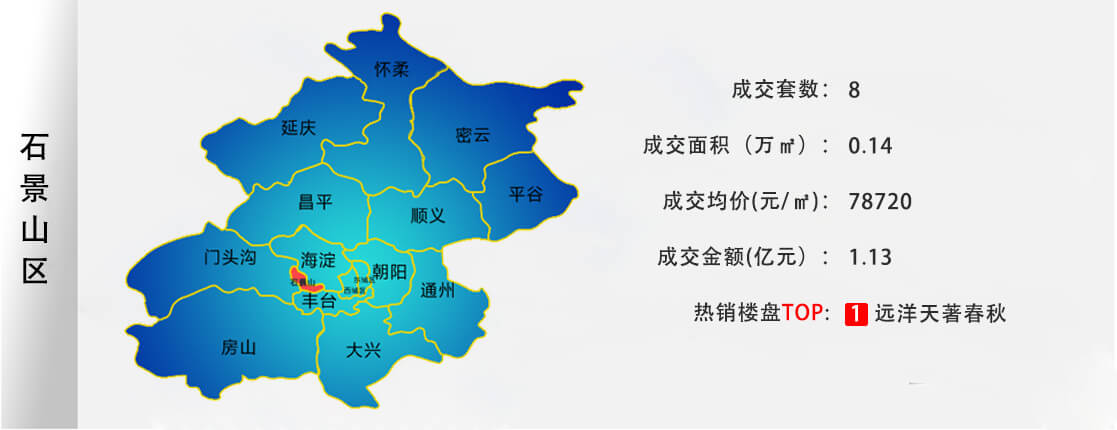 石景山区
怀柔
延庆
密云
昌平
平谷
顺义
门头沟
海淀
朝阳
石景山
东城区
西城区
通州
丰台
房山
大兴
成交套数: 8
成交面积（万㎡）: 0.14
成交均价(元/㎡): 78720
成交金额(亿元）: 1.13
热销楼盘TOP: 1 远洋天著春秋